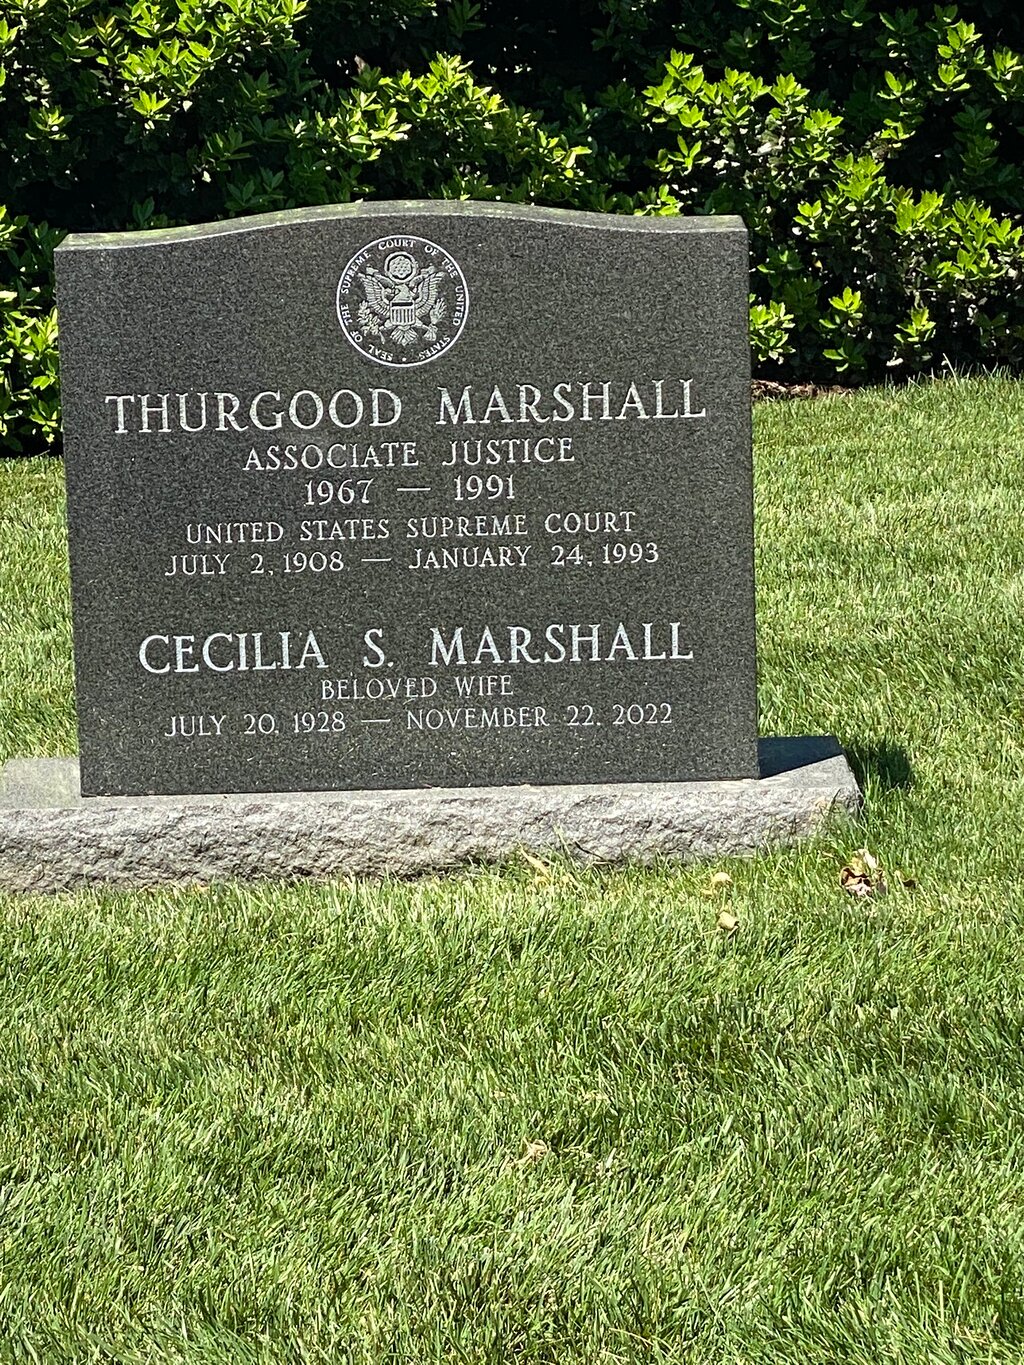 SEAL OF THE SUPREME COURT OF THE UNITED STATES
THURGOOD MARSHALL
ASSOCIATE JUSTICE
1967 — 1991
UNITED STATES SUPREME COURT
JULY 2, 1908 — JANUARY 24, 1993
CECILIA S. MARSHALL
BELOVED WIFE
JULY 20, 1928 — NOVEMBER 22, 2022